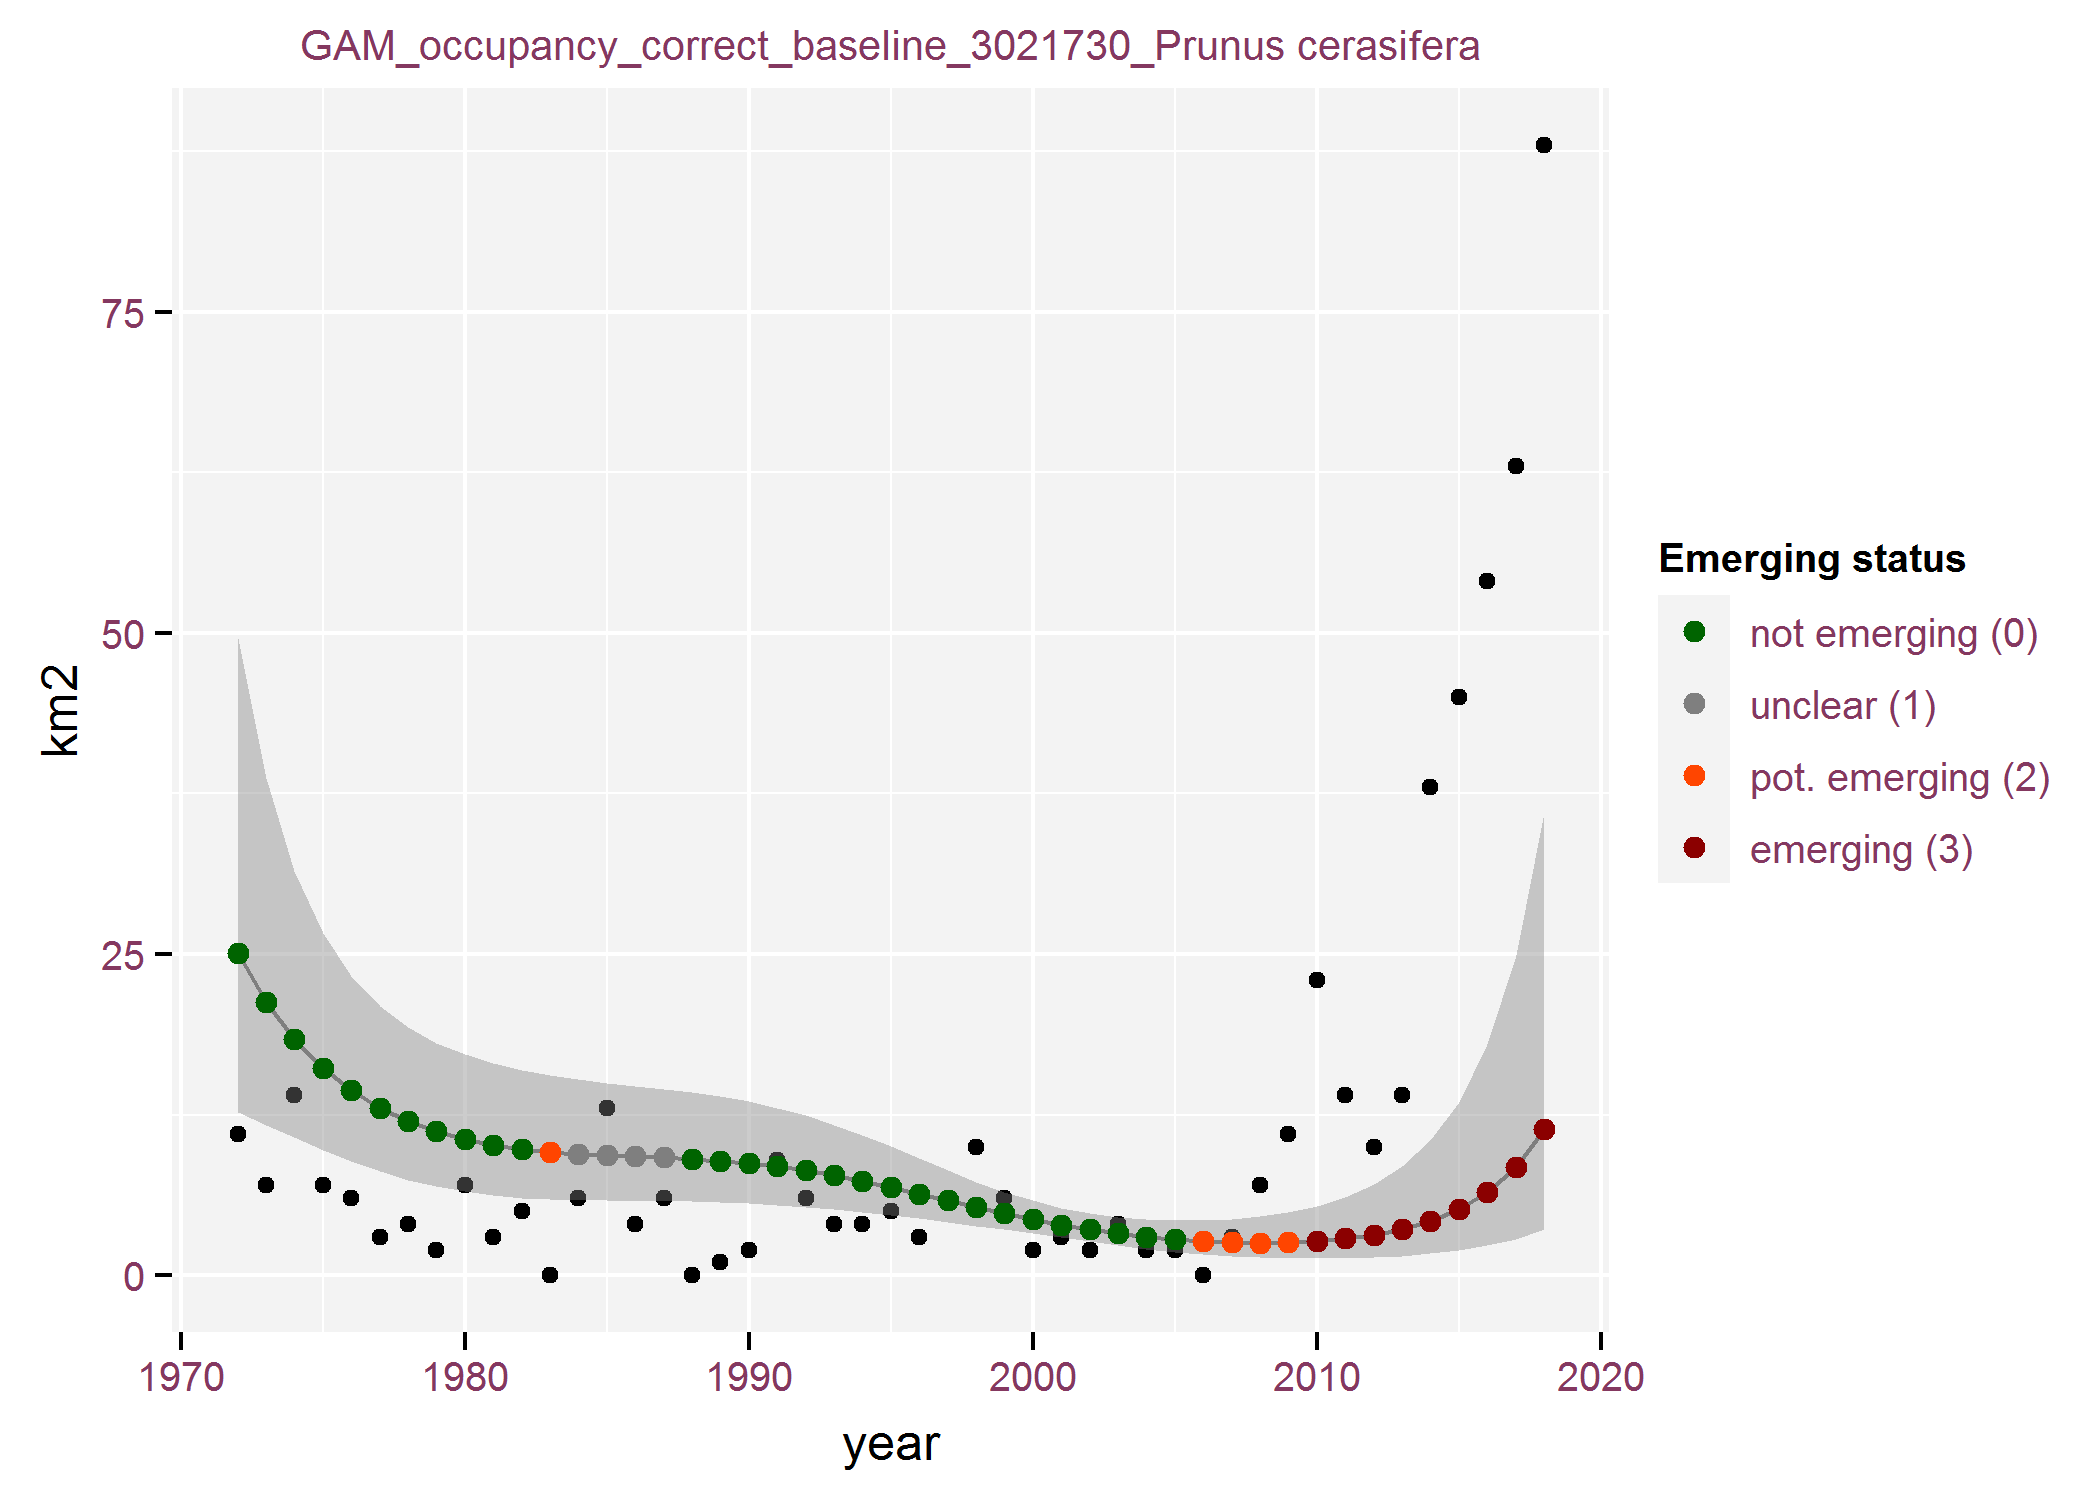 GAM_occupancy_correct_baseline_3021730_Prunus cerasifera
75
50
25
0
km2
1970 1980 1990 2000 2010 2020
year
Emerging status
not emerging (0)
unclear (1)
pot. emerging (2)
emerging (3)